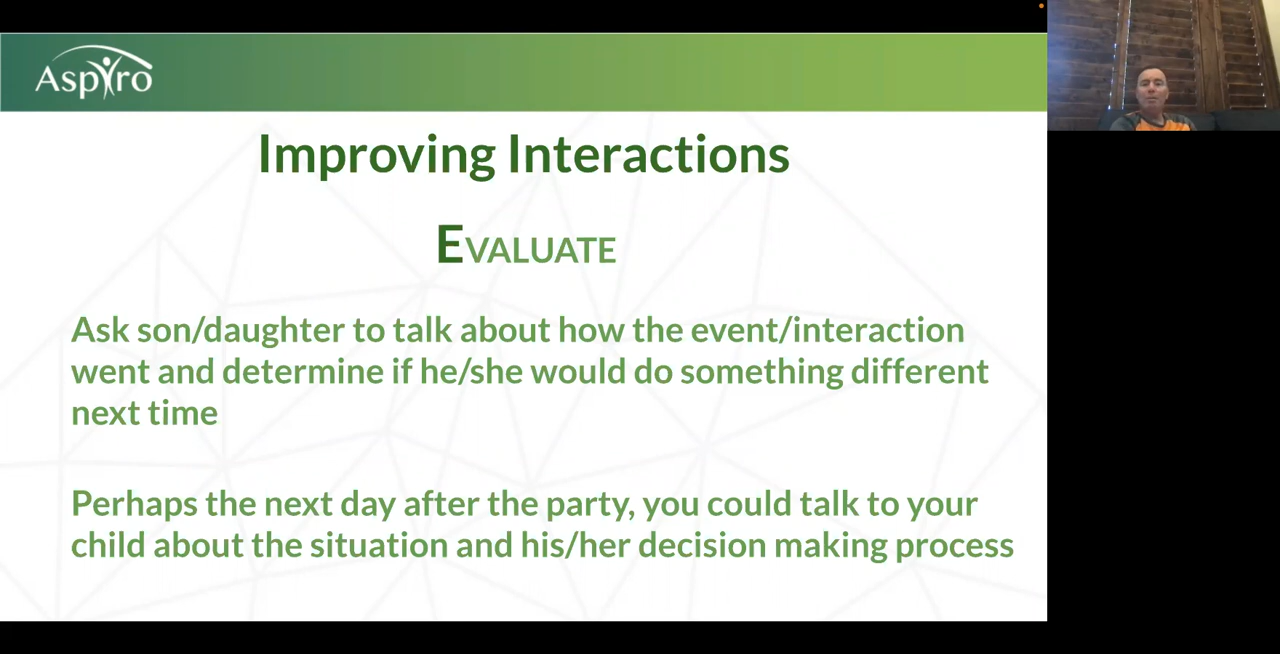 Aspiro
Improving Interactions
EVALUATE
Ask son/daughter to talk about how the event/interaction
went and determine if he/she would do something different
next time
Perhaps the next day after the party, you could talk to your
child about the situation and his/her decision making process